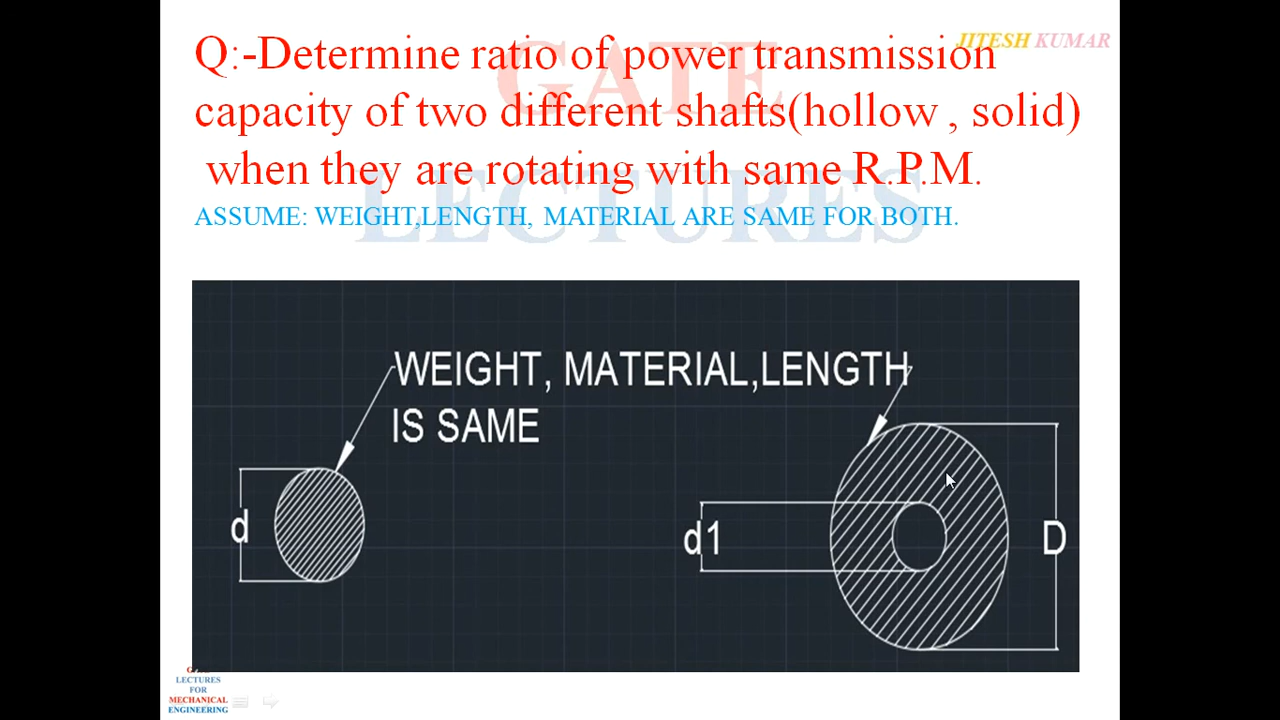 JITESH KUMAR
GATE
LECTURES
Q:-Determine ratio of power transmission
capacity of two different shafts(hollow , solid)
when they are rotating with same R.P.M.
ASSUME: WEIGHT,LENGTH, MATERIAL ARE SAME FOR BOTH.
WEIGHT, MATERIAL,LENGTH
IS SAME
d
d1
D
LECTURES
FOR
MECHANICAL
ENGINEERING